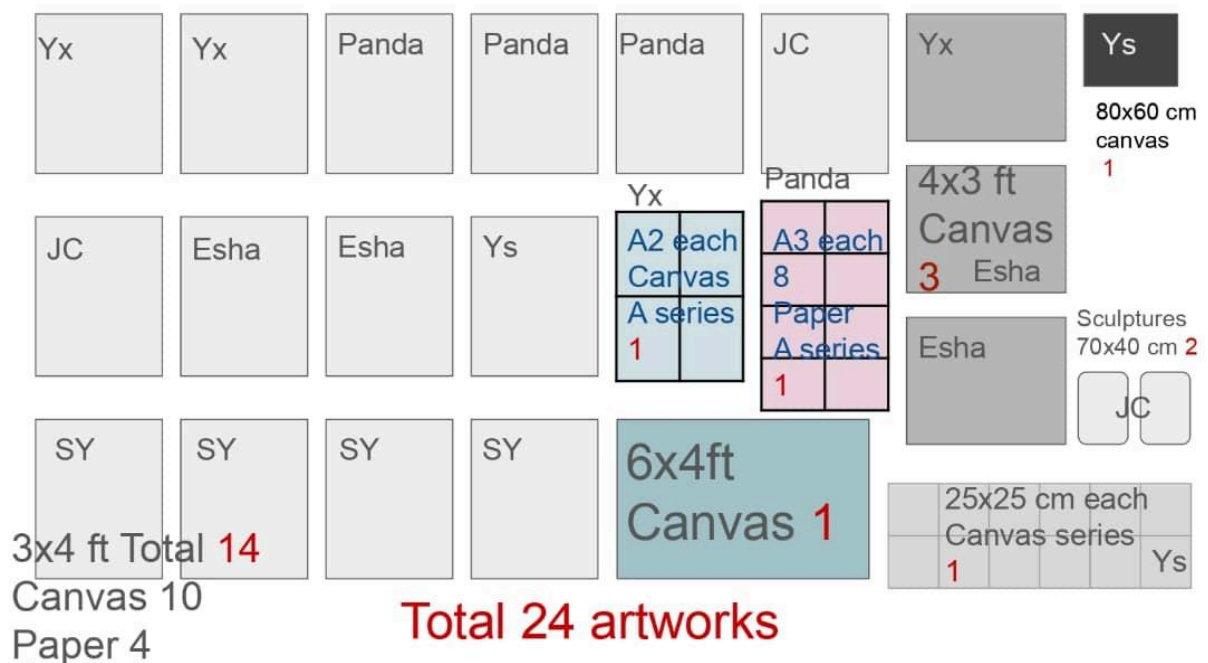 Yx
Yx
Panda
Panda
Panda
JC
Yx
Ys
80x60 cm
canvas
1
JC
Esha
Esha
Ys
Yx
A2 each
Canvas
A series
1
Panda
A3 each
8
Paper
A series
1
4x3 ft
Canvas
3 Esha
Esha
Sculptures
70x40 cm 2
JC
SY
SY
SY
SY
3x4 ft Total 14
Canvas 10
Paper 4
6x4ft
Canvas 1
25x25 cm each
Canvas series
1
Ys
Total 24 artworks